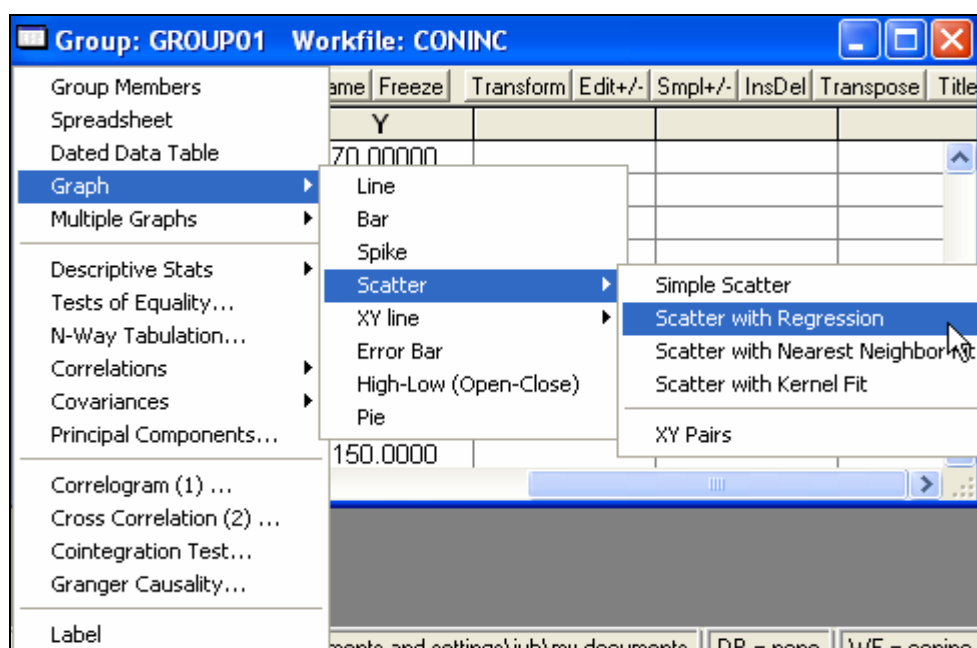 Group: GROUP01 Workfile: CONINC
Freeze Transform Edit+/- Smpl+/- InsDel Transpose Title
Y
70.00000
150.0000
Group Members
Spreadsheet
Dated Data Table
Graph
Multiple Graphs
Descriptive Stats
Tests of Equality...
N-Way Tabulation...
Correlations
Covariances
Principal Components...
Correlogram (1) ...
Cross Correlation (2) ...
Cointegration Test...
Granger Causality...
Label
Line
Bar
Spike
Scatter
XY line
Error Bar
High-Low (Open-Close)
Pie
Simple Scatter
Scatter with Regression
Scatter with Nearest Neighbor
Scatter with Kernel Fit
XY Pairs
DB = none WF = coninc